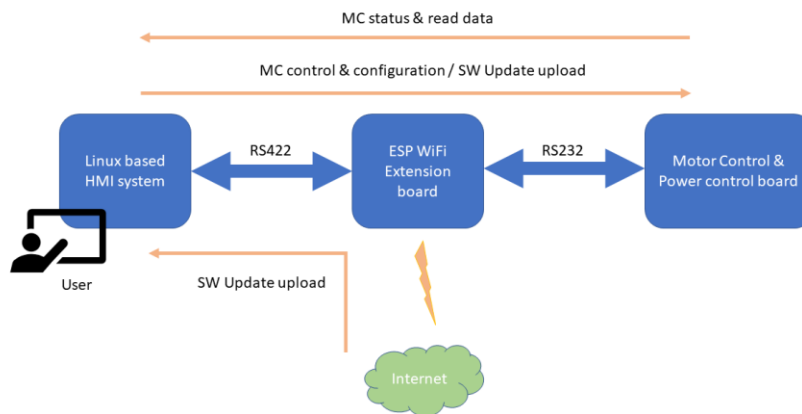 MC status & read data
MC control & configuration / SW Update upload
Linux based
HMI system
RS422
ESP WiFi
Extension
board
RS232
Motor Control &
Power control board
User
SW Update upload
Internet